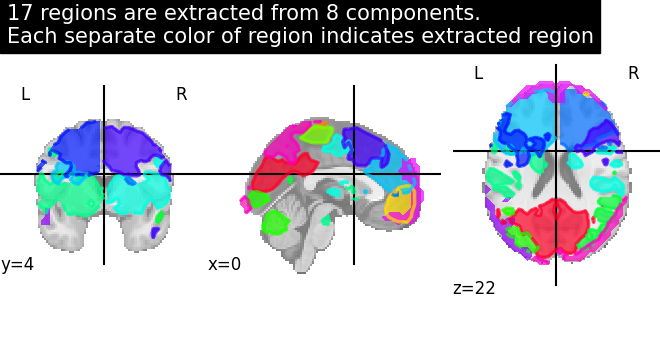 17 regions are extracted from 8 components.
Each separate color of region indicates extracted region
L
R
L
R
y=4
x=0
z=22